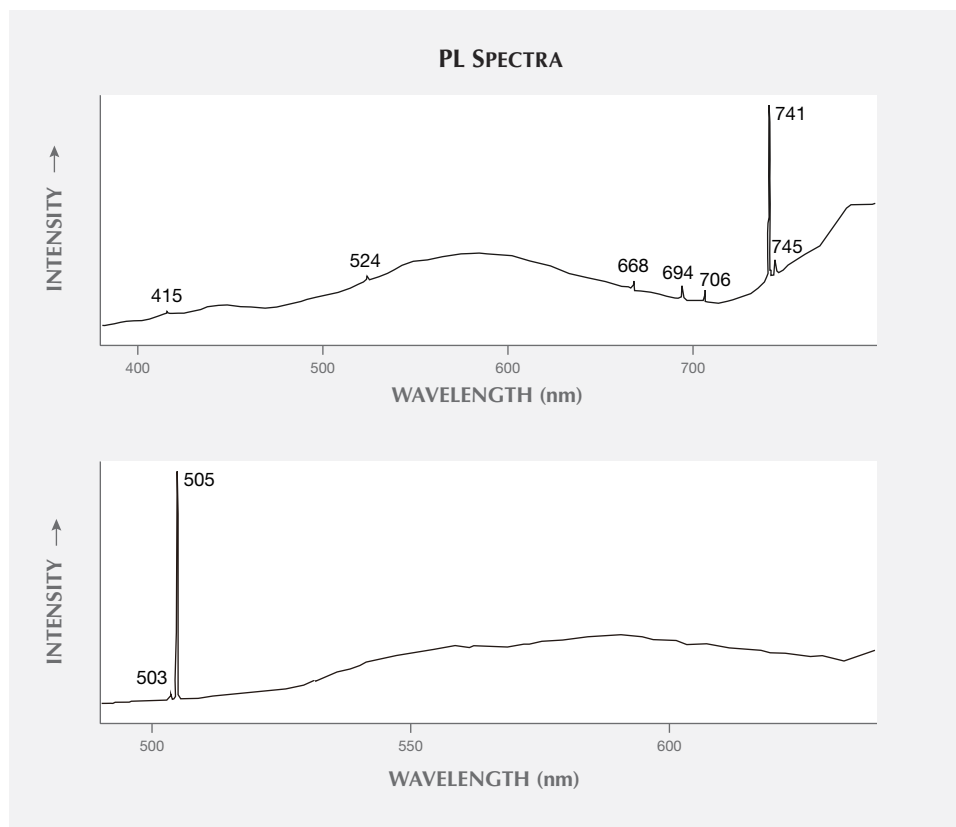 PL SPECTRA
INTENSITY →
741
745
524
668
694
706
415
400 500 600 700
WAVELENGTH (nm)
INTENSITY →
505
503
500 550 600
WAVELENGTH (nm)